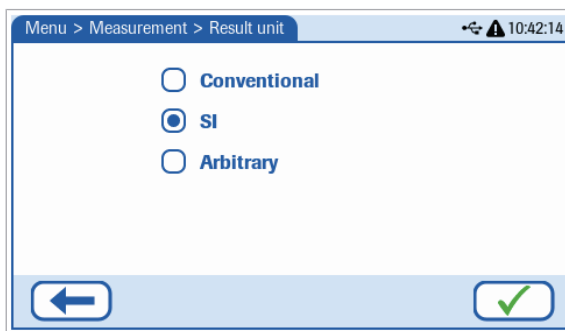 Menu > Measurement > Result unit 10:42:14
Conventional
SI
Arbitrary